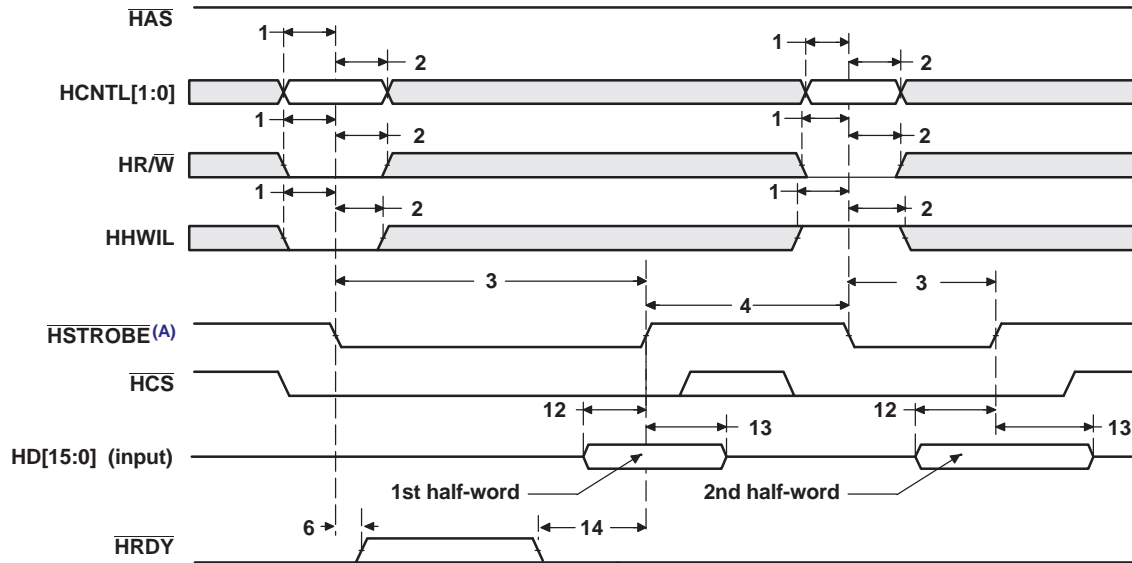 HAS
1
2
1
2
HCNTL[1:0]
1
2
1
2
HR/W
1
2
1
2
HHWIL
3
4
3
HSTROBE(A)
HCS
12
13
12
13
HD[15:0] (input)
1st half-word
2nd half-word
6
14
HRDY